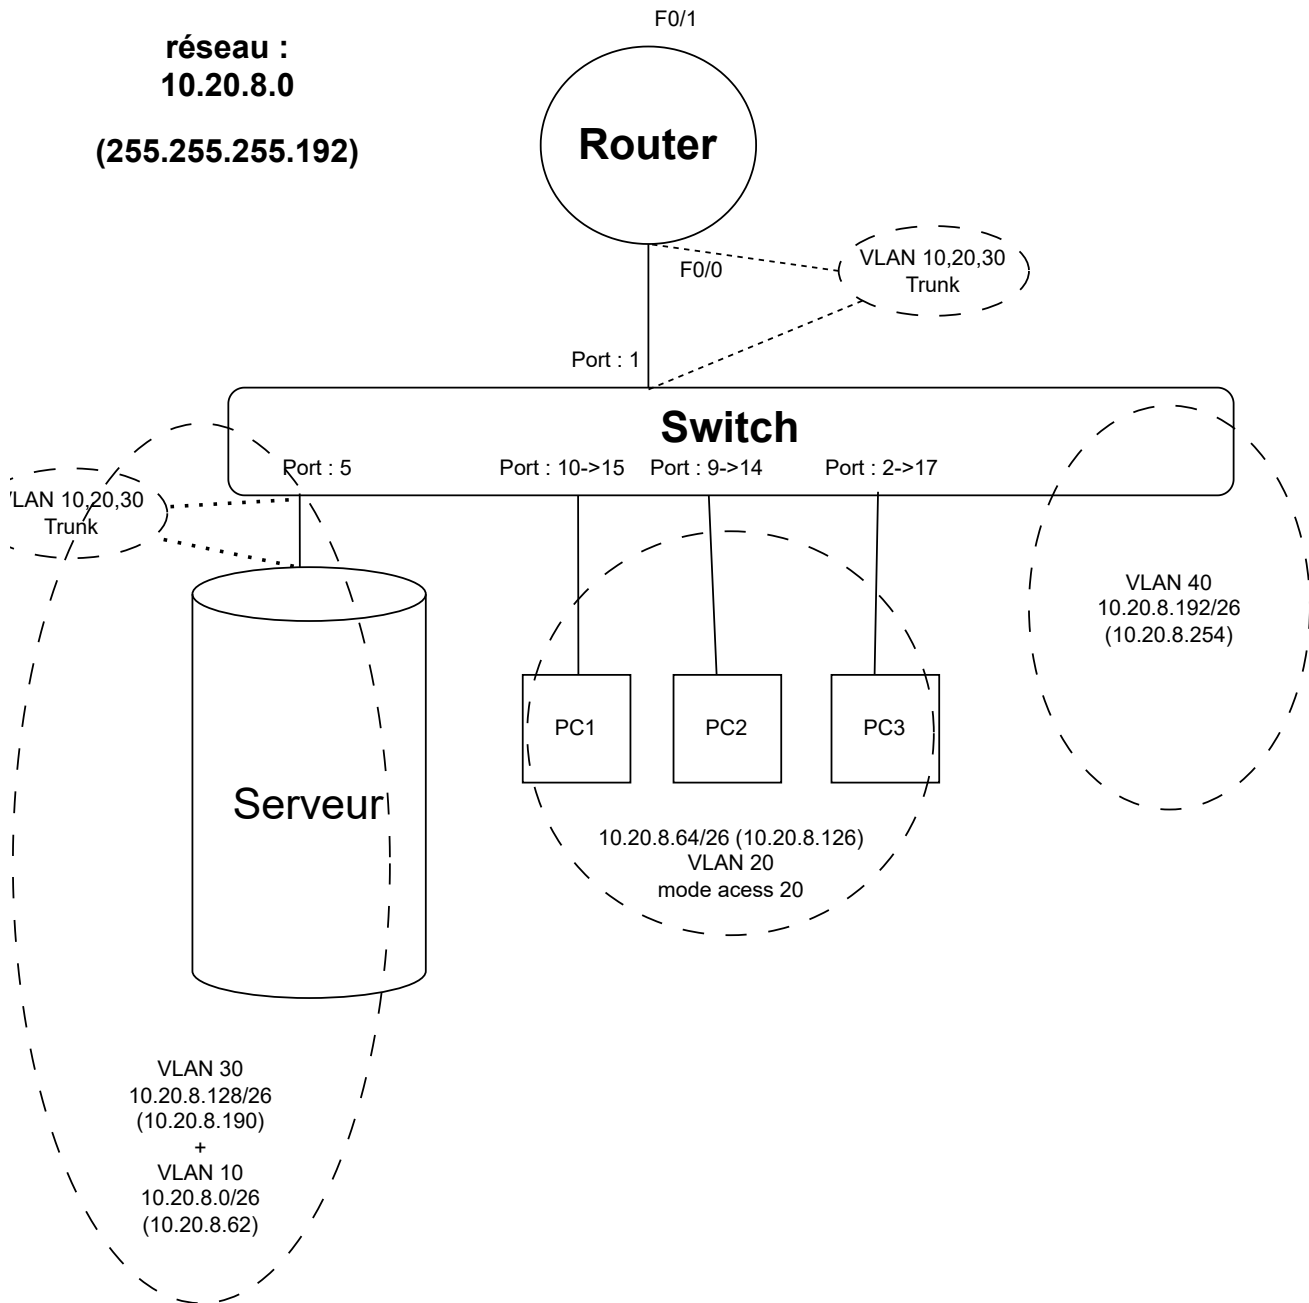 F0/1
réseau :
10.20.8.0
(255.255.255.192)
Router
F0/0
VLAN 10,20,30
Trunk
Port : 1
Switch
Port : 5
Port : 10->15
Port : 9->14
Port : 2->17
VLAN 10,20,30
Trunk
VLAN 40
10.20.8.192/26
(10.20.8.254)
PC1
PC2
PC3
Serveur
10.20.8.64/26 (10.20.8.126)
VLAN 20
mode acess 20
VLAN 30
10.20.8.128/26
(10.20.8.190)
+
VLAN 10
10.20.8.0/26
(10.20.8.62)